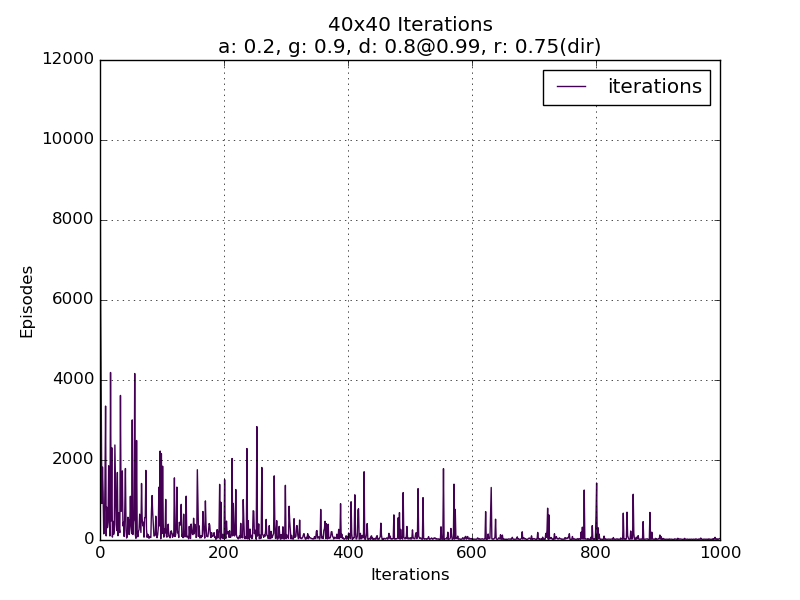 40x40 Iterations
a: 0.2, g: 0.9, d: 0.8@0.99, r: 0.75(dir)
12000
iterations
10000
8000
6000
4000
2000
0
Episodes
0 200 400 600 800 1000
Iterations